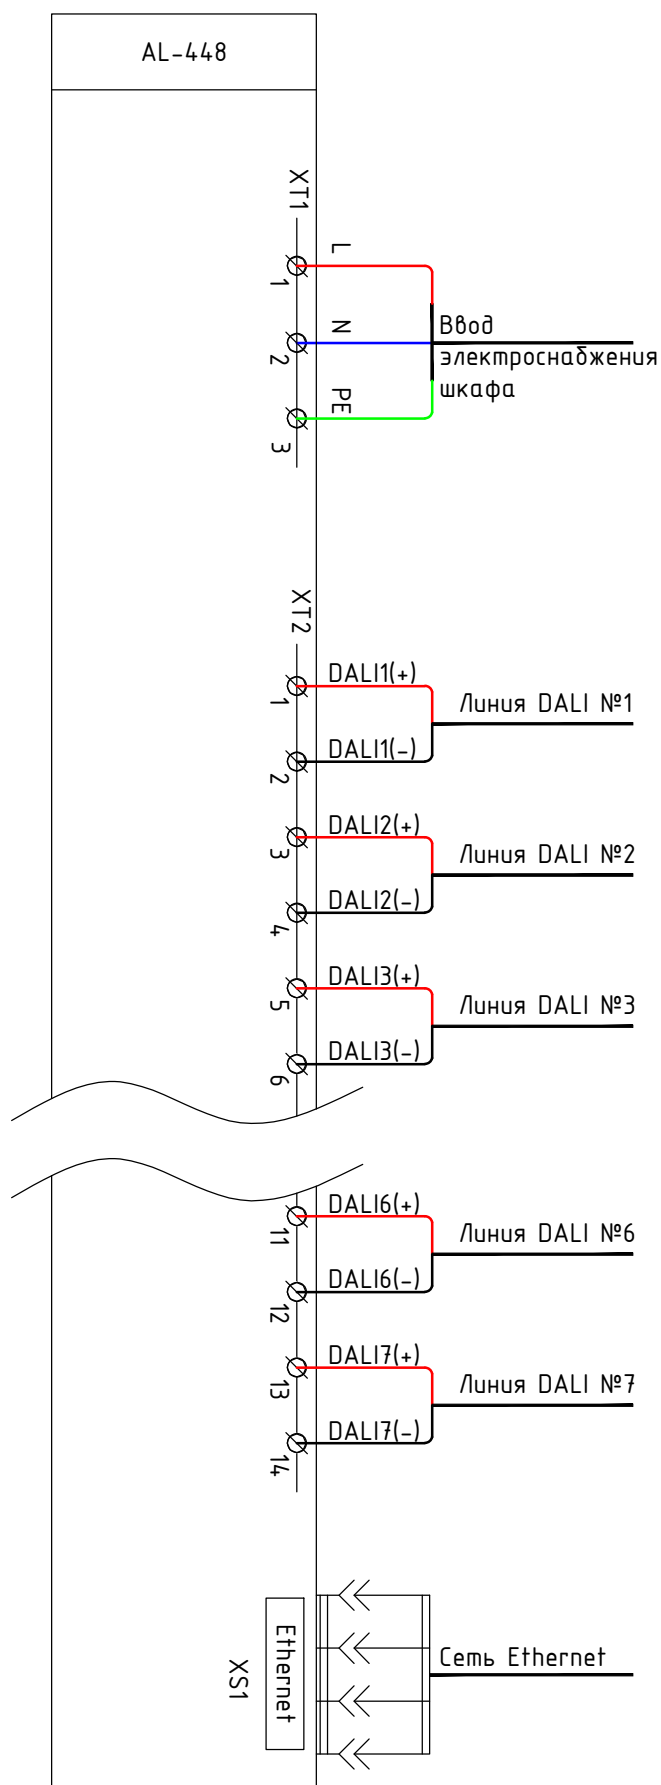 AL-448
XT1
L
1
Ввод
N
2
электроснабжения
шкафа
PE
3
XT2
DALI1(+)
1
Линия DALI №1
DALI1(-)
2
DALI2(+)
3
Линия DALI №2
DALI2(-)
4
DALI3(+)
5
Линия DALI №3
DALI3(-)
6
DALI6(+)
11
Линия DALI №6
DALI6(-)
12
DALI7(+)
13
Линия DALI №7
DALI7(-)
14
Ethernet
XS1
Сеть Ethernet